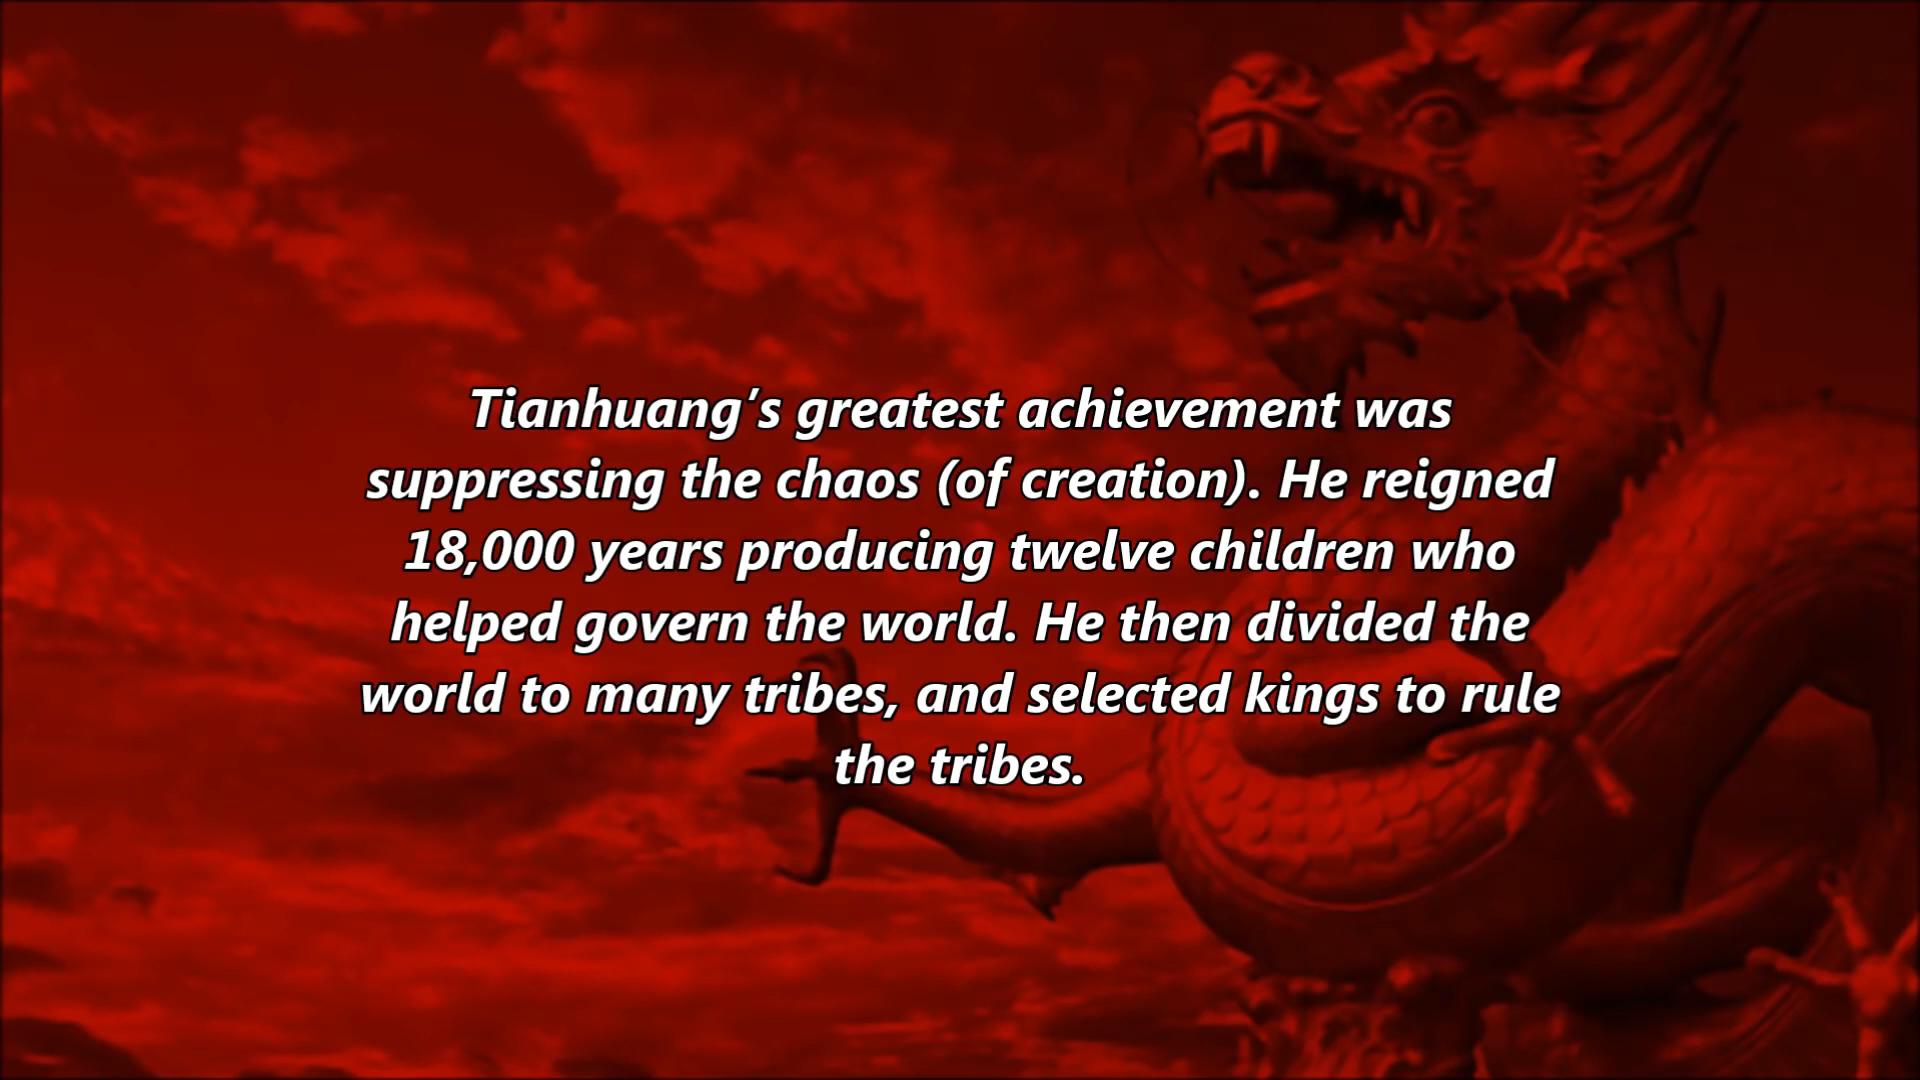 Tianhuang's greatest achievement was
suppressing the chaos (of creation). He reigned
18,000 years producing twelve children who
helped govern the world. He then divided the
world to many tribes, and selected kings to rule
the tribes.